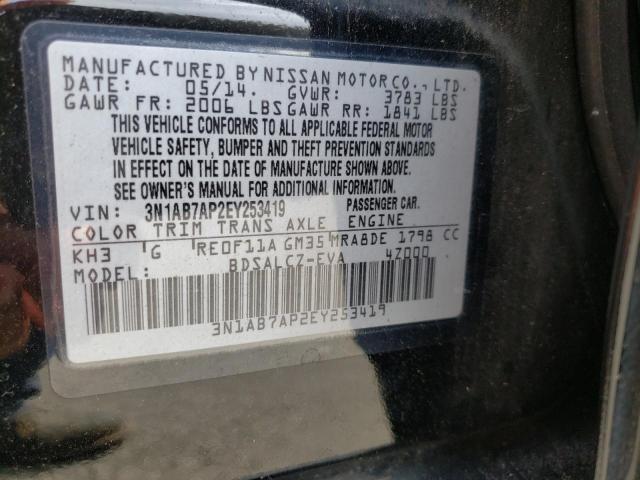 MANUFACTURED BY NISSAN MOTOR CO., LTD.
DATE: 05/14. GVWR: 3783 LBS
GAWR FR: 2006 LBS GAWR RR: 1841 LBS
THIS VEHICLE CONFORMS TO ALL APPLICABLE FEDERAL MOTOR
VEHICLE SAFETY, BUMPER AND THEFT PREVENTION STANDARDS
IN EFFECT ON THE DATE OF MANUFACTURE SHOWN ABOVE.
SEE OWNER'S MANUAL FOR ADDITIONAL INFORMATION.
VIN: 3N1AB7AP2EY253419 PASSENGER CAR.
COLOR TRIM TRANS AXLE ENGINE
KH3 G RE0F11A GM35 MRA8DE 1798 CC
MODEL: BDSALCZ-EVA 4Z000
3N1AB7AP2EY253419